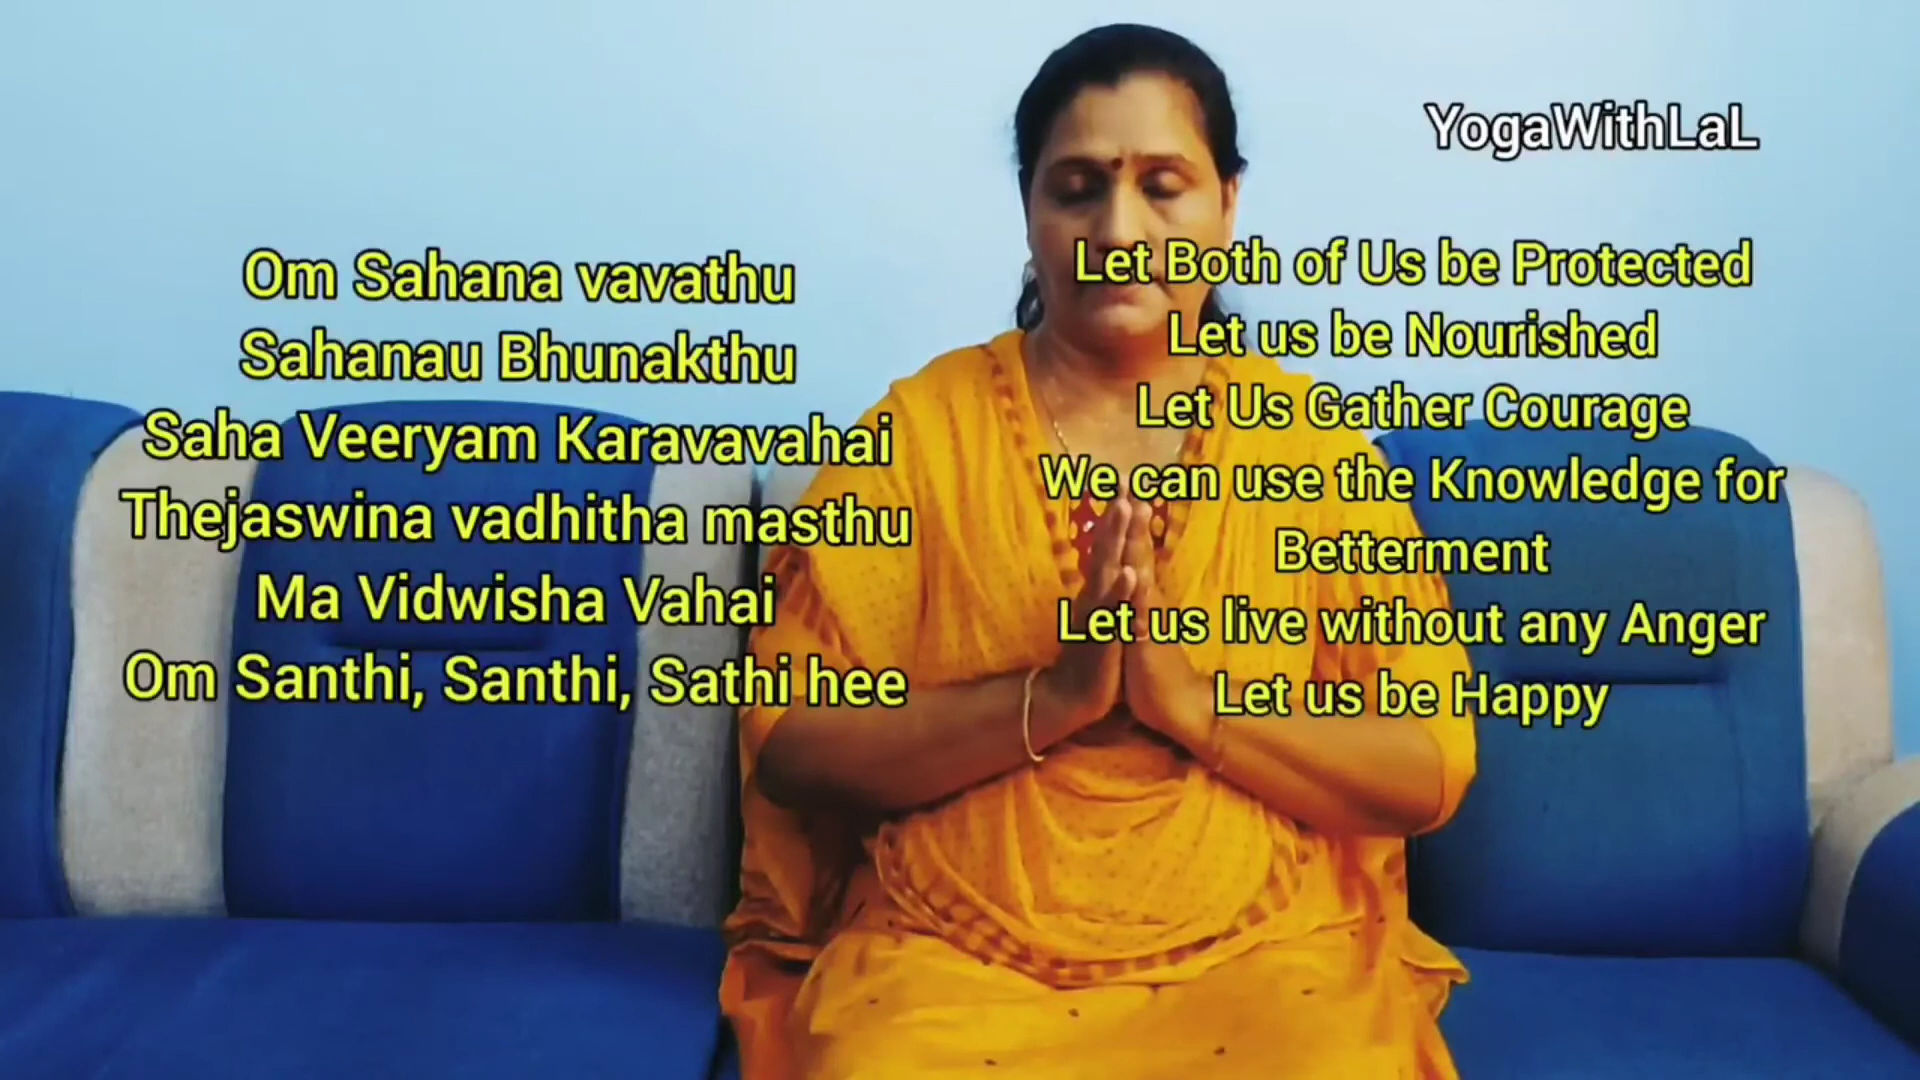 YogaWithLaL
Om Sahana vavathu
Sahanau Bhunakthu
Saha Veeryam Karavavahai
Thejaswina vadhitha masthu
Ma Vidwisha Vahai
Om Santhi, Santhi, Sathi hee
Let Both of Us be Protected
Let us be Nourished
Let Us Gather Courage
We can use the Knowledge for
Betterment
Let us live without any Anger
Let us be Happy